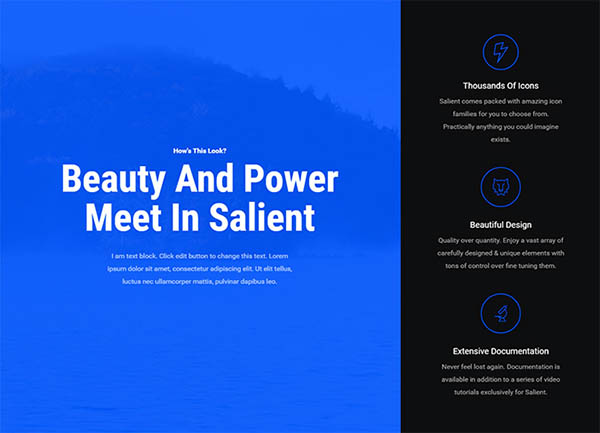 How's This Look?
Beauty And Power
Meet In Salient
I am text block. Click edit button to change this text. Lorem
ipsum dolor sit amet, consectetur adipiscing elit. Ut elit tellus,
luctus nec ullamcorper mattis, pulvinar dapibus leo.
Thousands Of Icons
Salient comes packed with amazing icon
families for you to choose from.
Practically anything you could imagine
exists.
Beautiful Design
Quality over quantity. Enjoy a vast array of
carefully designed & unique elements with
tons of control over fine tuning them.
Extensive Documentation
Never feel lost again. Documentation is
available in addition to a series of video
tutorials exclusively for Salient.